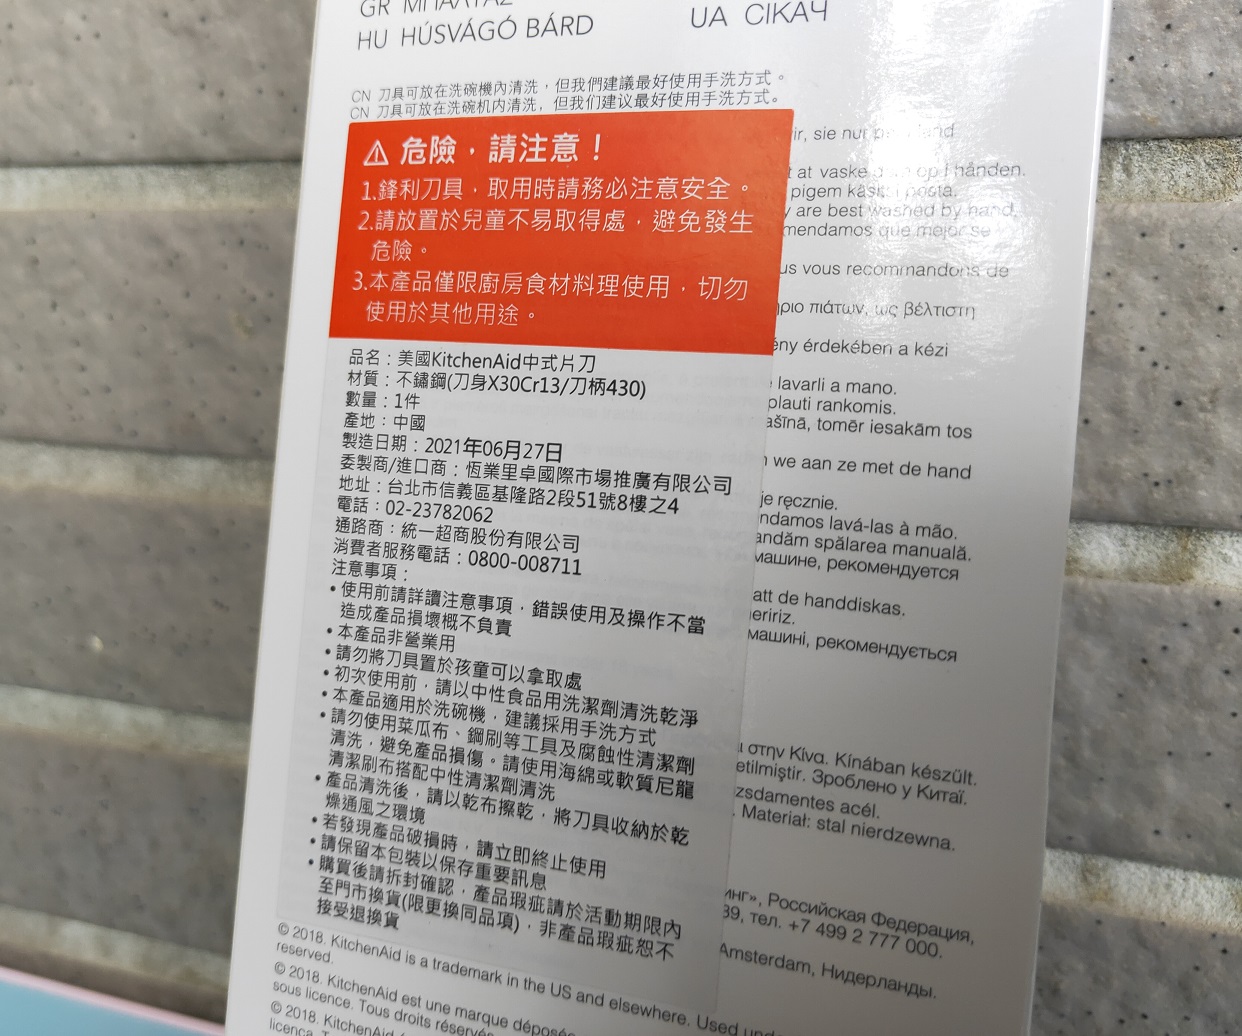 GR ΜΠΑΛΤΑΣ
HU HÚSVÁGÓ BÁRD
UA СІКАЧ
CN 刀具可放在洗碗機內清洗，但我們建議最好使用手洗方式。
CN 刀具可放在洗碗机内清洗，但我们建议最好使用手洗方式。
⚠ 危險，請注意！
1.鋒利刀具，取用時請務必注意安全。
2.請放置於兒童不易取得處，避免發生
危險。
3.本產品僅限廚房食材料理使用，切勿
使用於其他用途。
品名：美國KitchenAid中式片刀
材質：不鏽鋼(刀身X30Cr13/刀柄430)
數量：1件
產地：中國
製造日期：2021年06月27日
委製商/進口商：恆業里卓國際市場推廣有限公司
地址：台北市信義區基隆路2段51號8樓之4
電話：02-23782062
通路商：統一超商股份有限公司
消費者服務電話：0800-008711
注意事項：
•使用前請詳讀注意事項，錯誤使用及操作不當
造成產品損壞概不負責
•本產品非營業用
•請勿將刀具置於孩童可以拿取處
•初次使用前，請以中性食品用洗潔劑清洗乾淨
•本產品適用於洗碗機，建議採用手洗方式
•請勿使用菜瓜布、鋼刷等工具及腐蝕性清潔劑
清洗，避免產品損傷。請使用海綿或軟質尼龍
清潔刷布搭配中性清潔劑清洗
•產品清洗後，請以乾布擦乾，將刀具收納於乾
燥通風之環境
•若發現產品破損時，請立即終止使用
•請保留本包裝以保存重要訊息
•購買後請拆封確認，產品瑕疵請於活動期限內
至門市換貨(限更換同品項)，非產品瑕疵恕不
接受退換貨
ir, sie nur
t at vaske op i hånden.
pigem käsitsi pesta.
y are best washed by hand.
mendamos que mejor se
us vous recommandons de
ριο πιάτων, ως βέλτιστη
ény érdekében a kézi
lavarli a mano.
plauti rankomis.
ašīnā, tomēr iesakām tos
we aan ze met de hand
je ręcznie.
ndamos lavá-las à mão.
andăm spălarea manuală.
машине, рекомендуется
att de handdiskas.
eririz.
машині, рекомендується
στην Κίνα. Kínában készült.
etilmiştir. Зроблено у Китаї.
zsdamentes acél.
. Materiał: stal nierdzewna.
инг», Российская Федерация,
39, тел. +7 499 2 777 000.
Amsterdam, Нидерланды.
© 2018. KitchenAid is a trademark in the US and elsewhere. Used und
reserved.
© 2018. KitchenAid est une marque déposée
sous licence. Tous droits réservés
© 2018. KitchenAid
licença. T